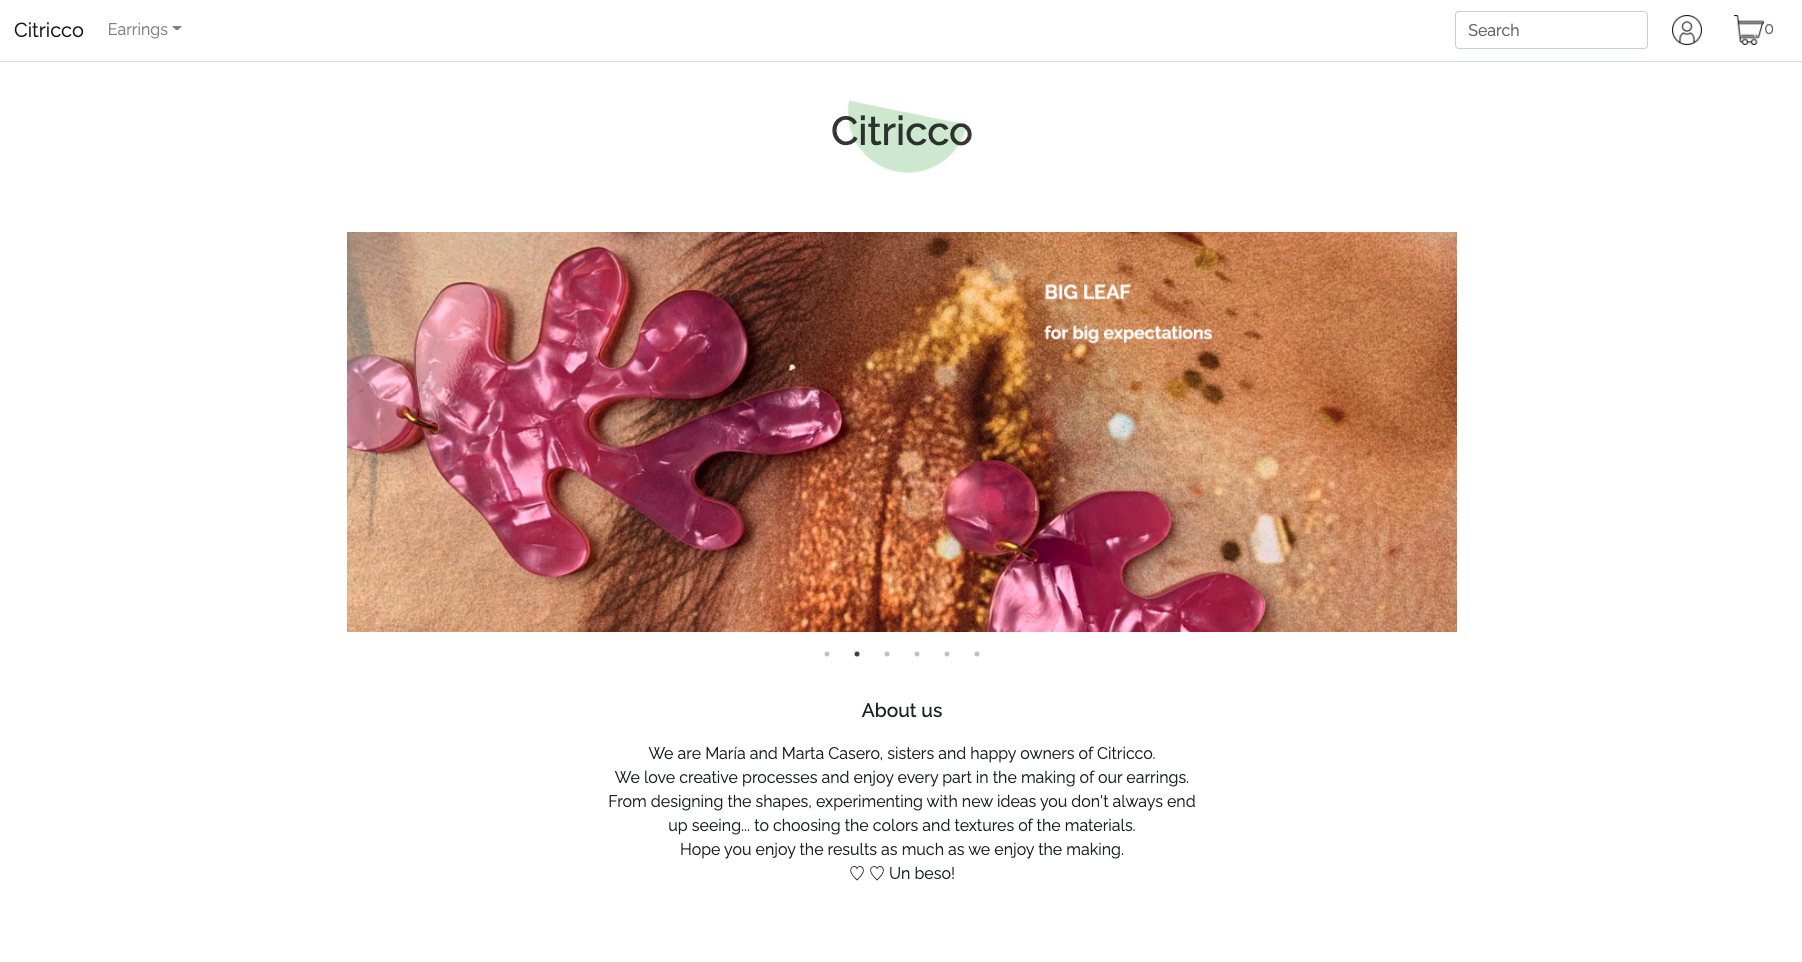 Citricco Earrings Search 0
Citricco
BIG LEAF
for big expectations
About us
We are María and Marta Casero, sisters and happy owners of Citricco.
We love creative processes and enjoy every part in the making of our earrings.
From designing the shapes, experimenting with new ideas you don't always end
up seeing... to choosing the colors and textures of the materials.
Hope you enjoy the results as much as we enjoy the making.
♡ ♡ Un beso!